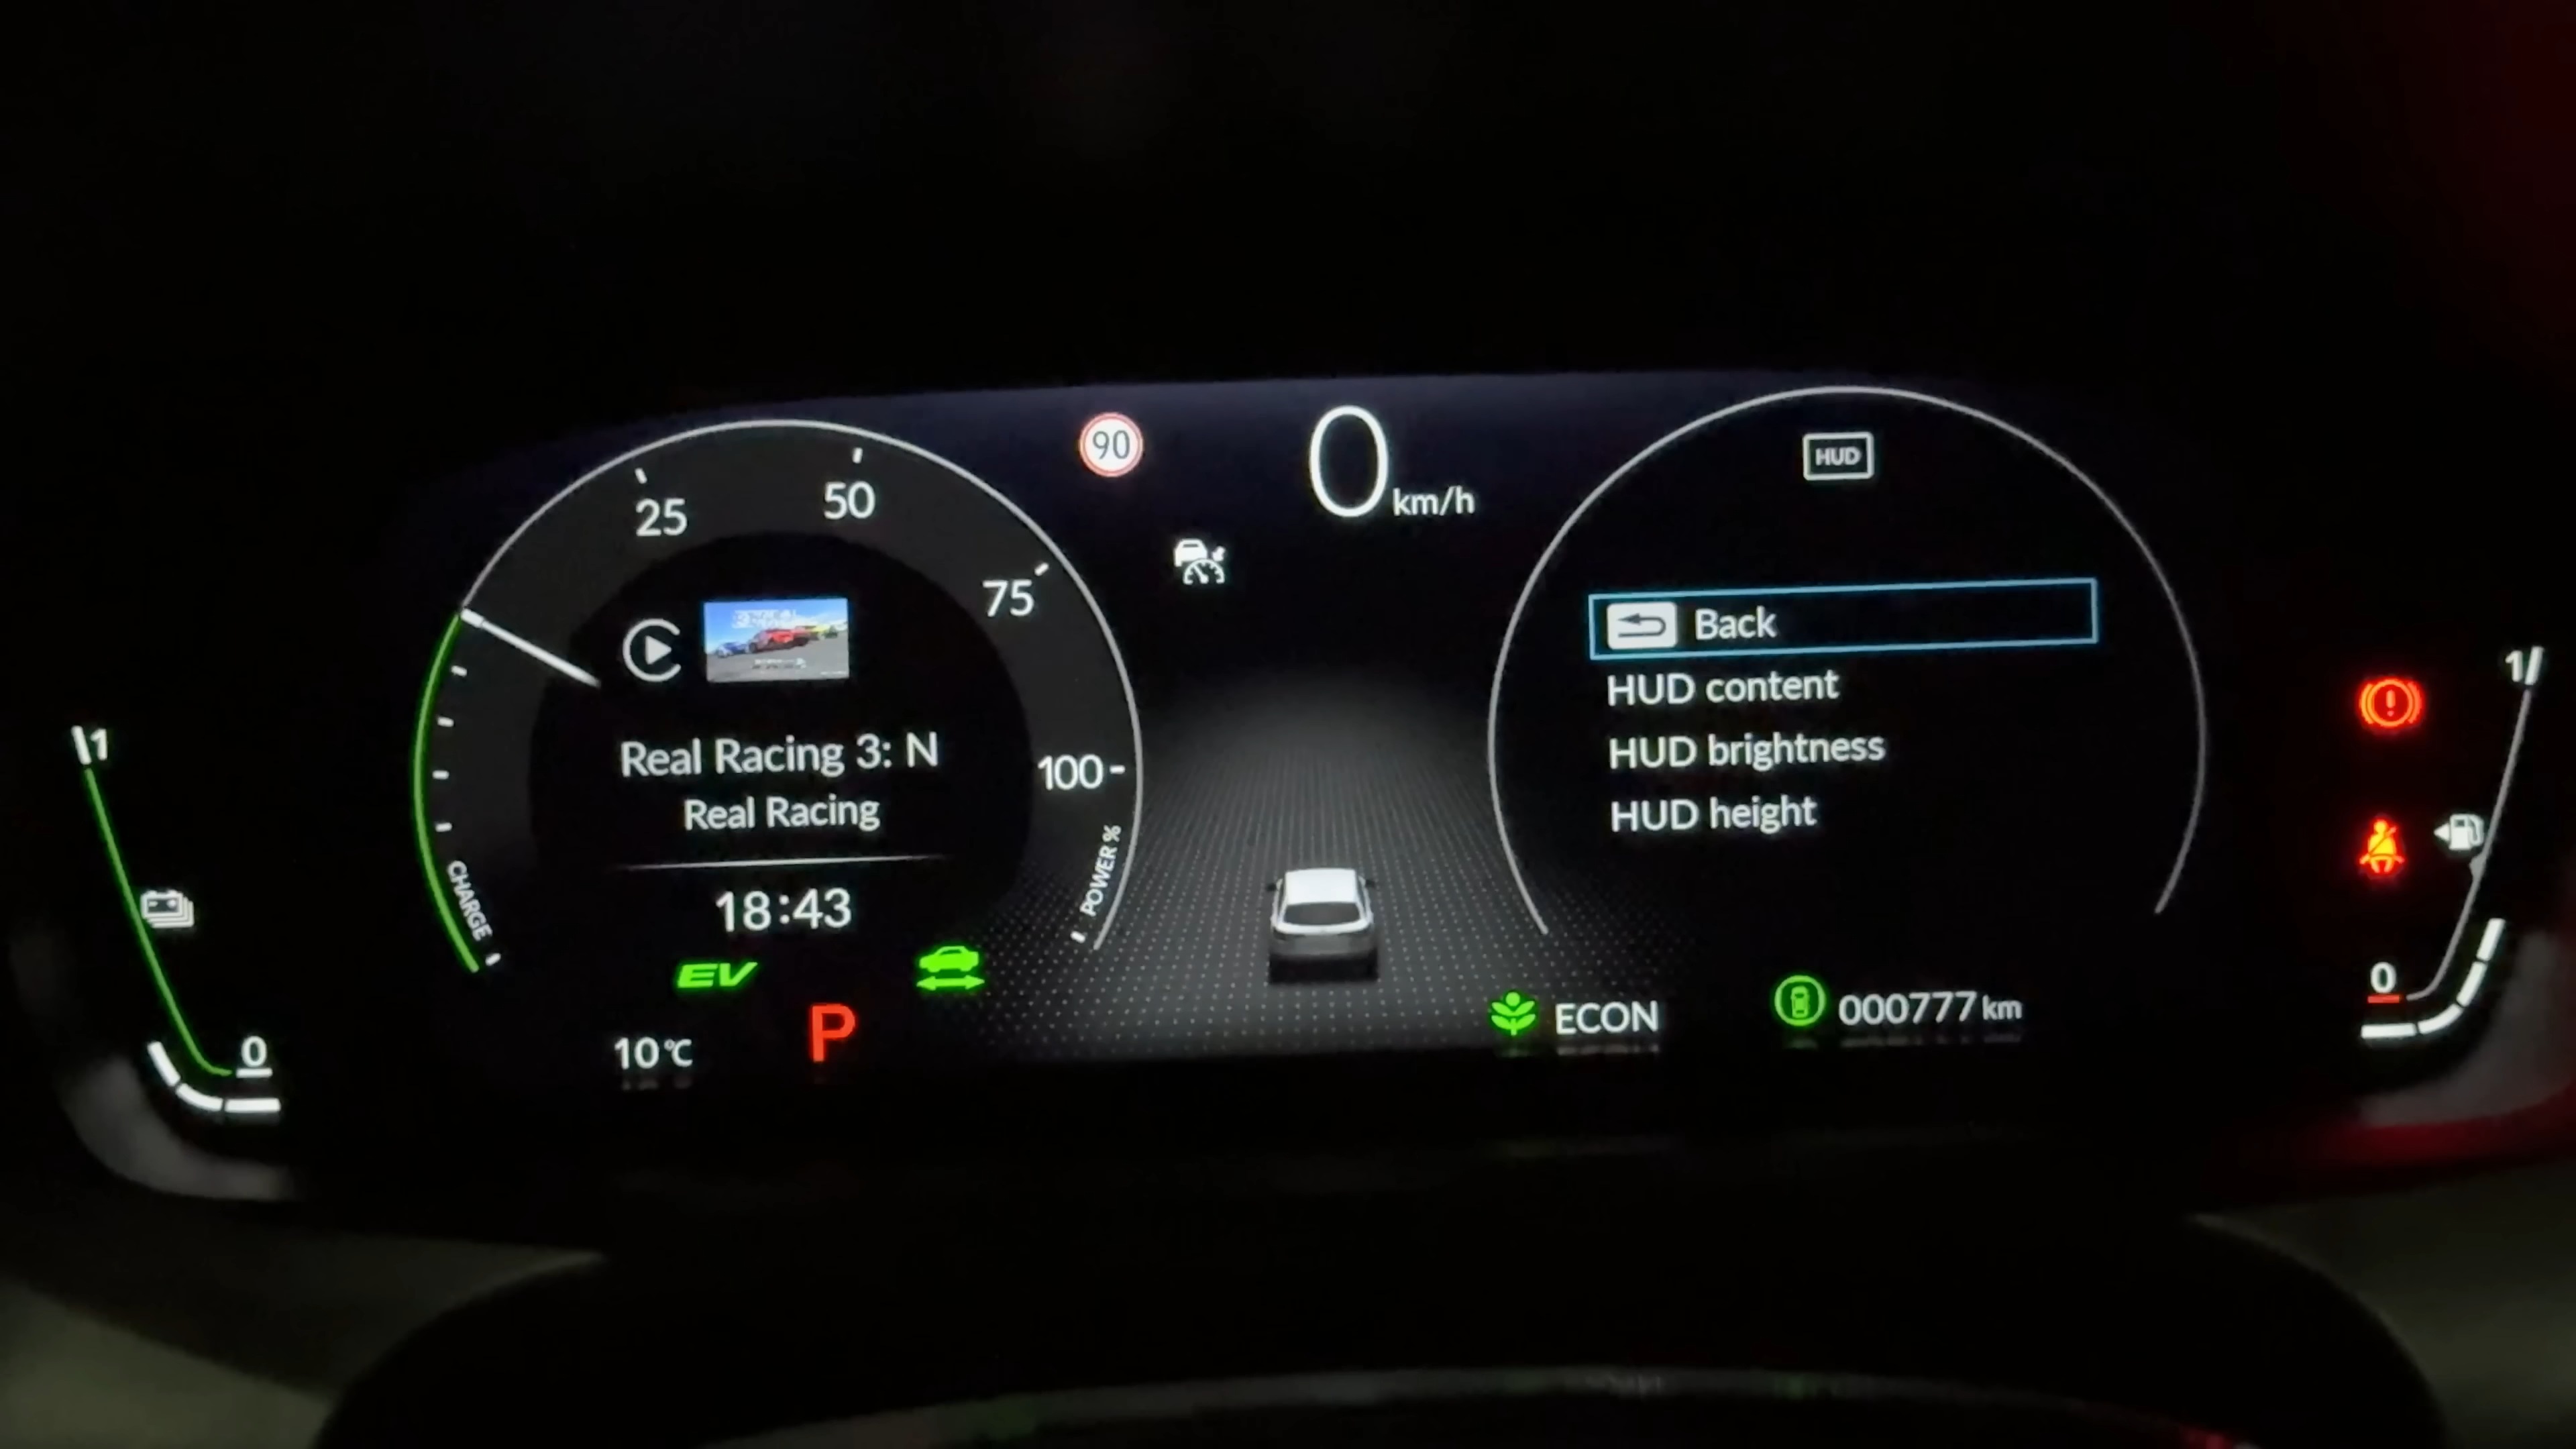 90
0 km/h
HUD
25
50
75
100
POWER %
CHARGE
Real Racing 3: N
Real Racing
18:43
EV
10°C
P
Back
HUD content
HUD brightness
HUD height
ECON
000777 km
1
0
1
0